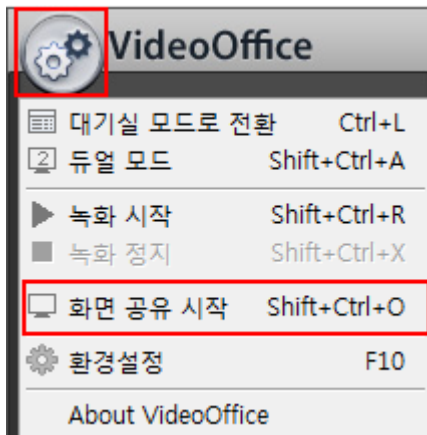 VideoOffice
대기실 모드로 전환 Ctrl+L
2 듀얼 모드 Shift+Ctrl+A
녹화 시작 Shift+Ctrl+R
녹화 정지 Shift+Ctrl+X
화면 공유 시작 Shift+Ctrl+O
환경설정 F10
About VideoOffice